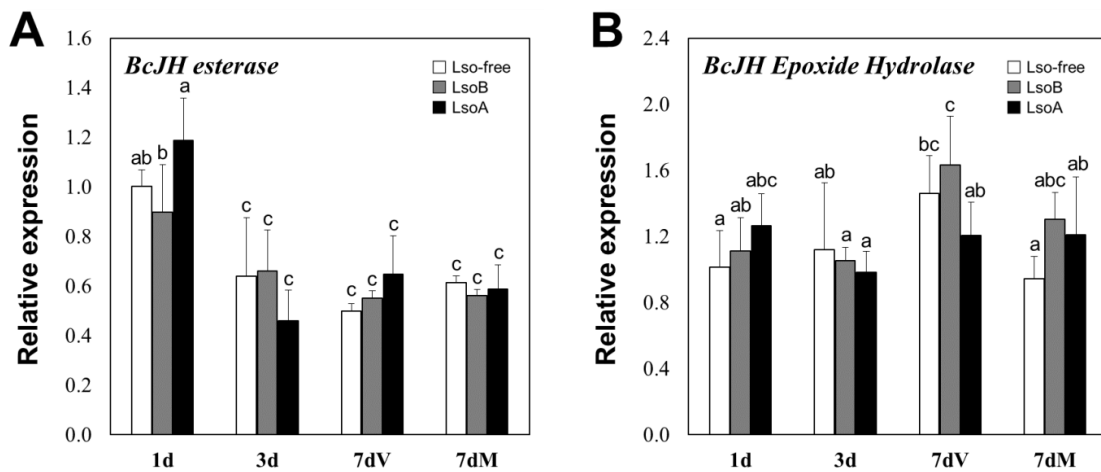 A
BcJH esterase
Lso-free
LsoB
LsoA
Relative expression
1.6
1.4
1.2
1.0
0.8
0.6
0.4
0.2
0.0
ab b a
c c c
c c c
c c c
1d 3d 7dV 7dM
B
BcJH Epoxide Hydrolase
Lso-free
LsoB
LsoA
Relative expression
2.4
2.0
1.6
1.2
0.8
0.4
0.0
a ab abc
ab a a
bc c ab
a abc ab
1d 3d 7dV 7dM